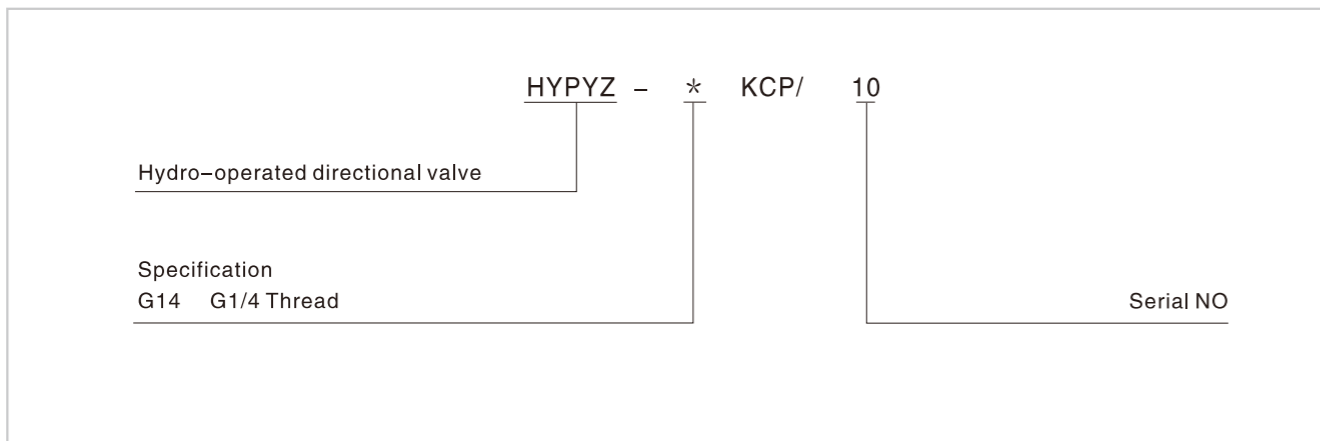 HYPYZ – * KCP/ 10
Hydro–operated directional valve
Specification
G14 G1/4 Thread
Serial NO